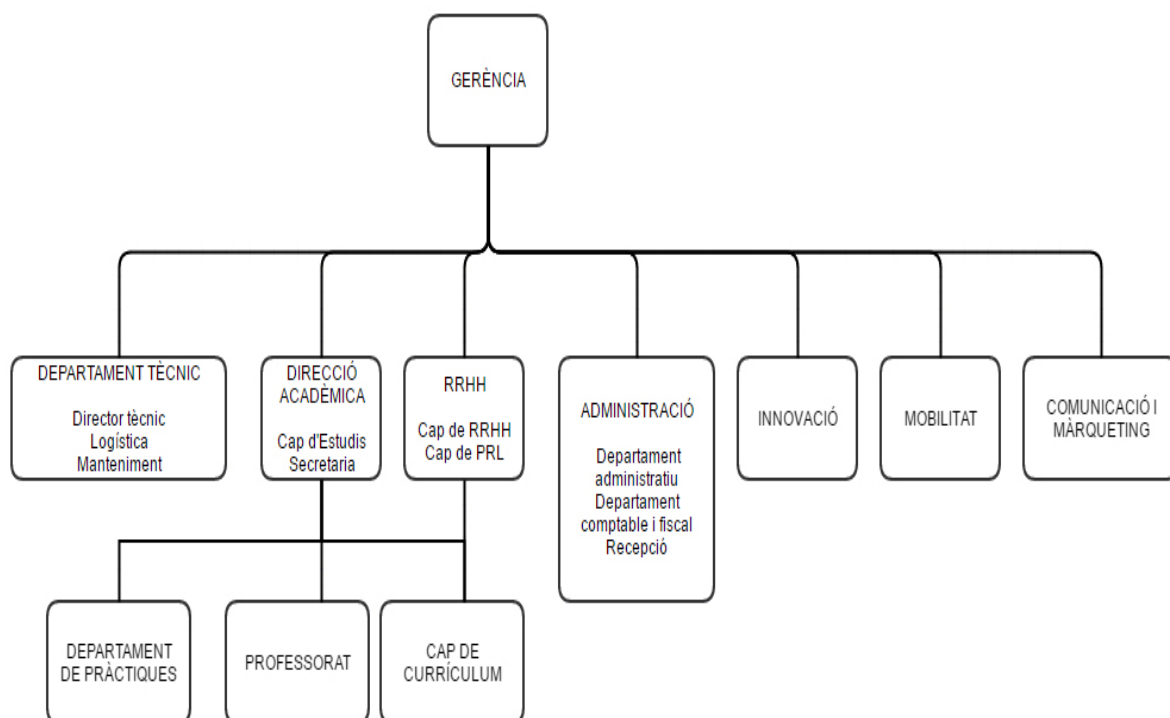 GERÈNCIA
DEPARTAMENT TÈCNIC
Director tècnic
Logística
Manteniment
DIRECCIÓ
ACADÈMICA
Cap d'Estudis
Secretaria
RRHH
Cap de RRHH
Cap de PRL
ADMINISTRACIÓ
Departament
administratiu
Departament
comptable i fiscal
Recepció
INNOVACIÓ
MOBILITAT
COMUNICACIÓ I
MÀRQUETING
DEPARTAMENT
DE PRÀCTIQUES
PROFESSORAT
CAP DE
CURRÍCULUM